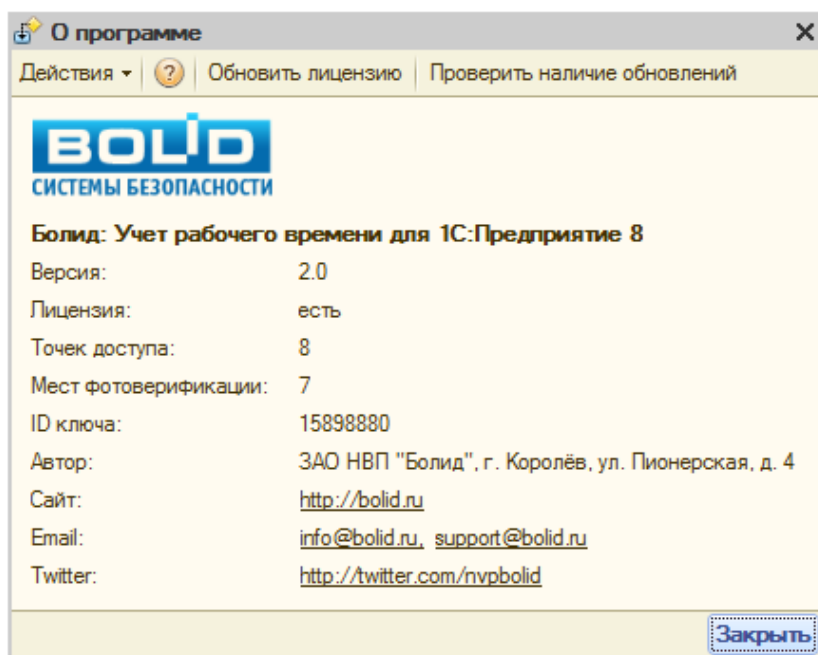 О программе
Действия Обновить лицензию Проверить наличие обновлений
BOLID
СИСТЕМЫ БЕЗОПАСНОСТИ
Болид: Учет рабочего времени для 1С:Предприятие 8
Версия: 2.0
Лицензия: есть
Точек доступа: 8
Мест фотоверификации: 7
ID ключа: 15898880
Автор: ЗАО НВП "Болид", г. Королёв, ул. Пионерская, д. 4
Сайт: http://bolid.ru
Email: info@bolid.ru, support@bolid.ru
Twitter: http://twitter.com/nvpbolid
Закрыть